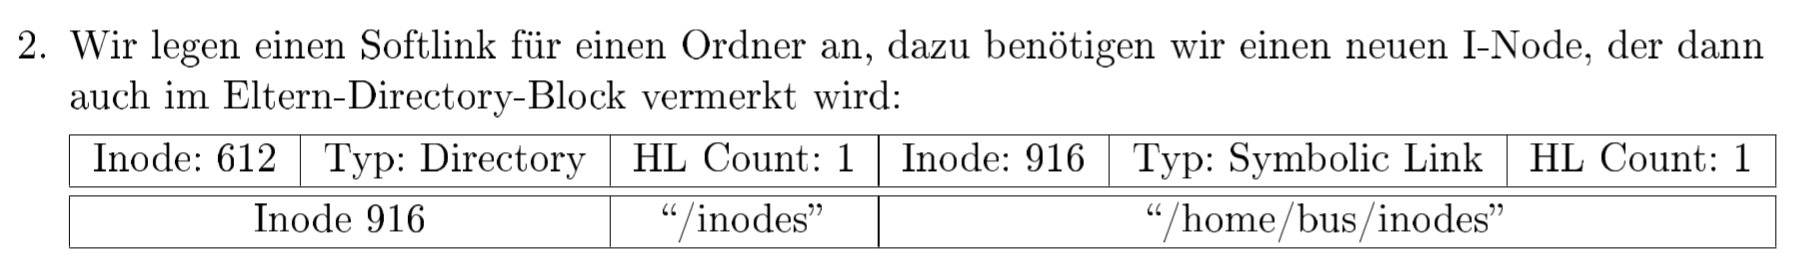 2. Wir legen einen Softlink für einen Ordner an, dazu benötigen wir einen neuen I-Node, der dann
auch im Eltern-Directory-Block vermerkt wird:
Inode: 612 Typ: Directory HL Count: 1 Inode: 916 Typ: Symbolic Link HL Count: 1
Inode 916 “/inodes” “/home/bus/inodes”